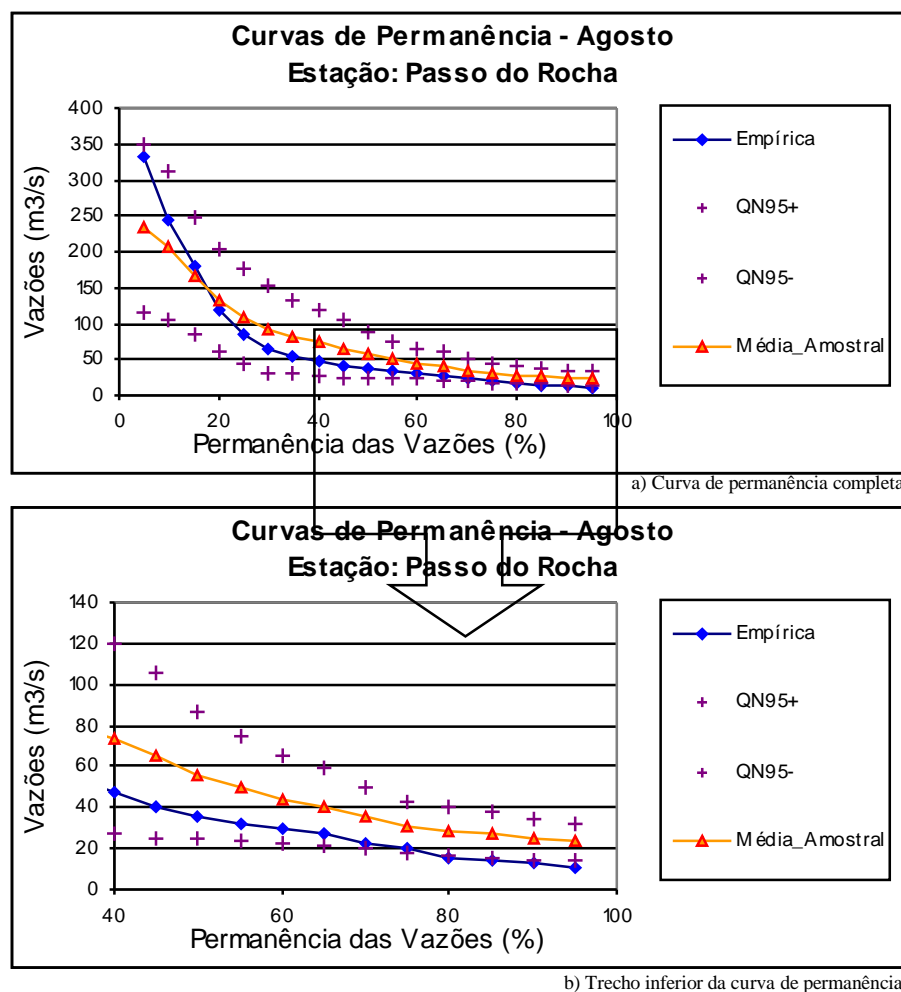 Curvas de Permanência - Agosto
Estação: Passo do Rocha
400
350
300
250
200
150
100
50
0
Vazões (m3/s)
0 20 40 60 80 100
Permanência das Vazões (%)
Empírica
QN95+
QN95-
Média_Amostral
a) Curva de permanência completa
Curvas de Permanência - Agosto
Estação: Passo do Rocha
140
120
100
80
60
40
20
0
Vazões (m3/s)
40 60 80 100
Permanência das Vazões (%)
Empírica
QN95+
QN95-
Média_Amostral
b) Trecho inferior da curva de permanência